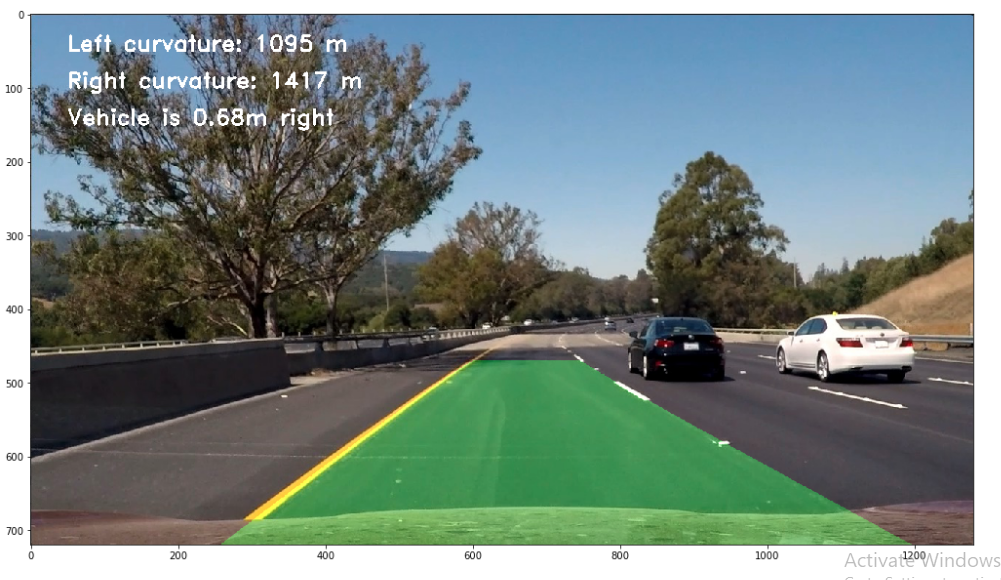 Left curvature: 1095 m
Right curvature: 1417 m
Vehicle is 0.68m right
0
100
200
300
400
500
600
700
0 200 400 600 800 1000 1200
Activate Windows